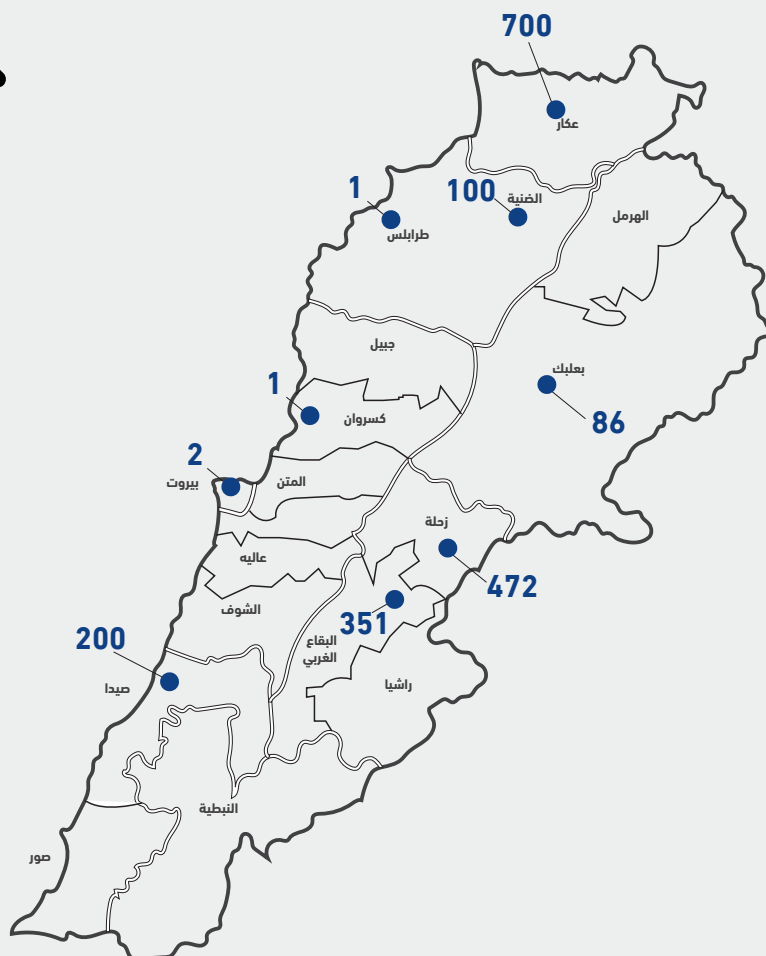 700
عكار
1
طرابلس
100
الضنية
الهرمل
جبيل
بعلبك
86
1
كسروان
2
بيروت
المتن
زحلة
472
عاليه
الشوف
351
البقاع
الغربي
200
صيدا
راشيا
النبطية
صور